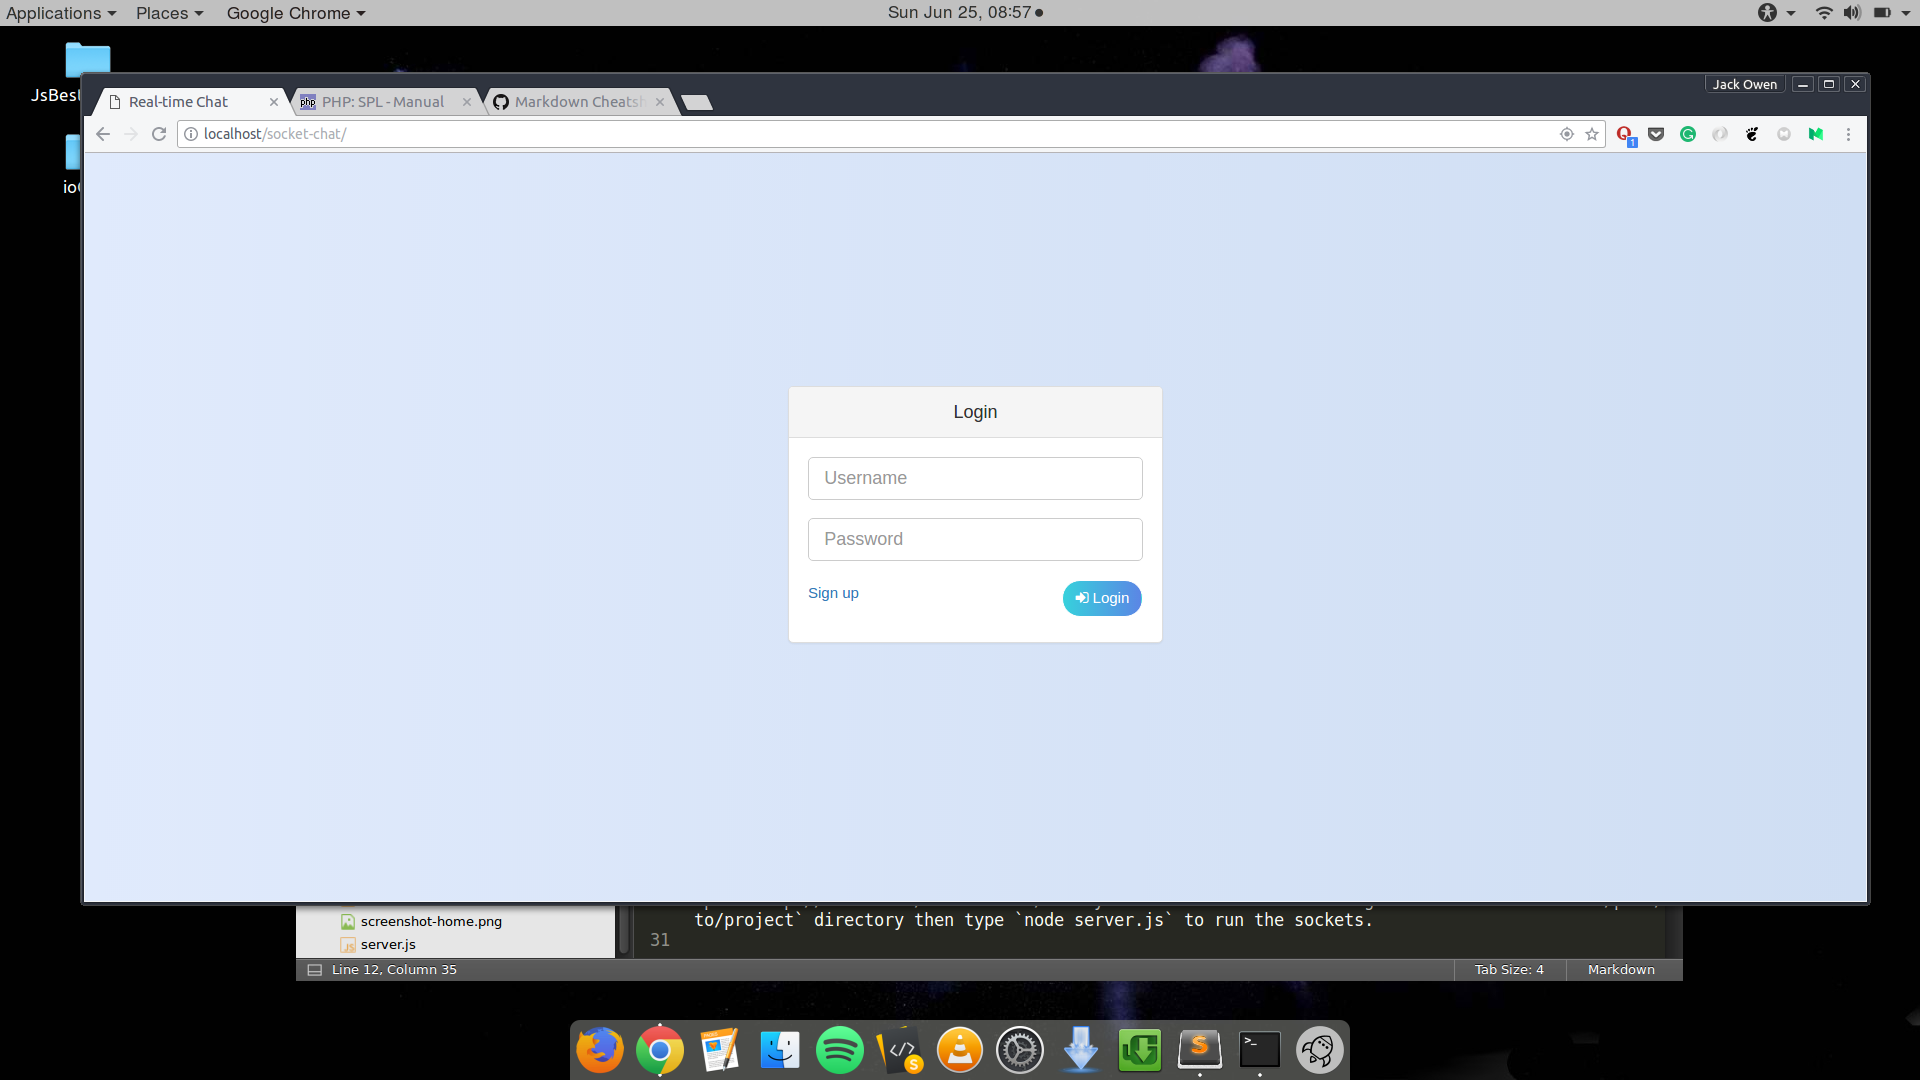 Applications Places Google Chrome Sun Jun 25, 08:57
JsBest
io
Jack Owen
Real-time Chat PHP: SPL - Manual Markdown Cheatsh
localhost/socket-chat/
1
Login
Username
Password
Sign up Login
screenshot-home.png
server.js
to/project` directory then type `node server.js` to run the sockets.
31
Line 12, Column 35 Tab Size: 4 Markdown